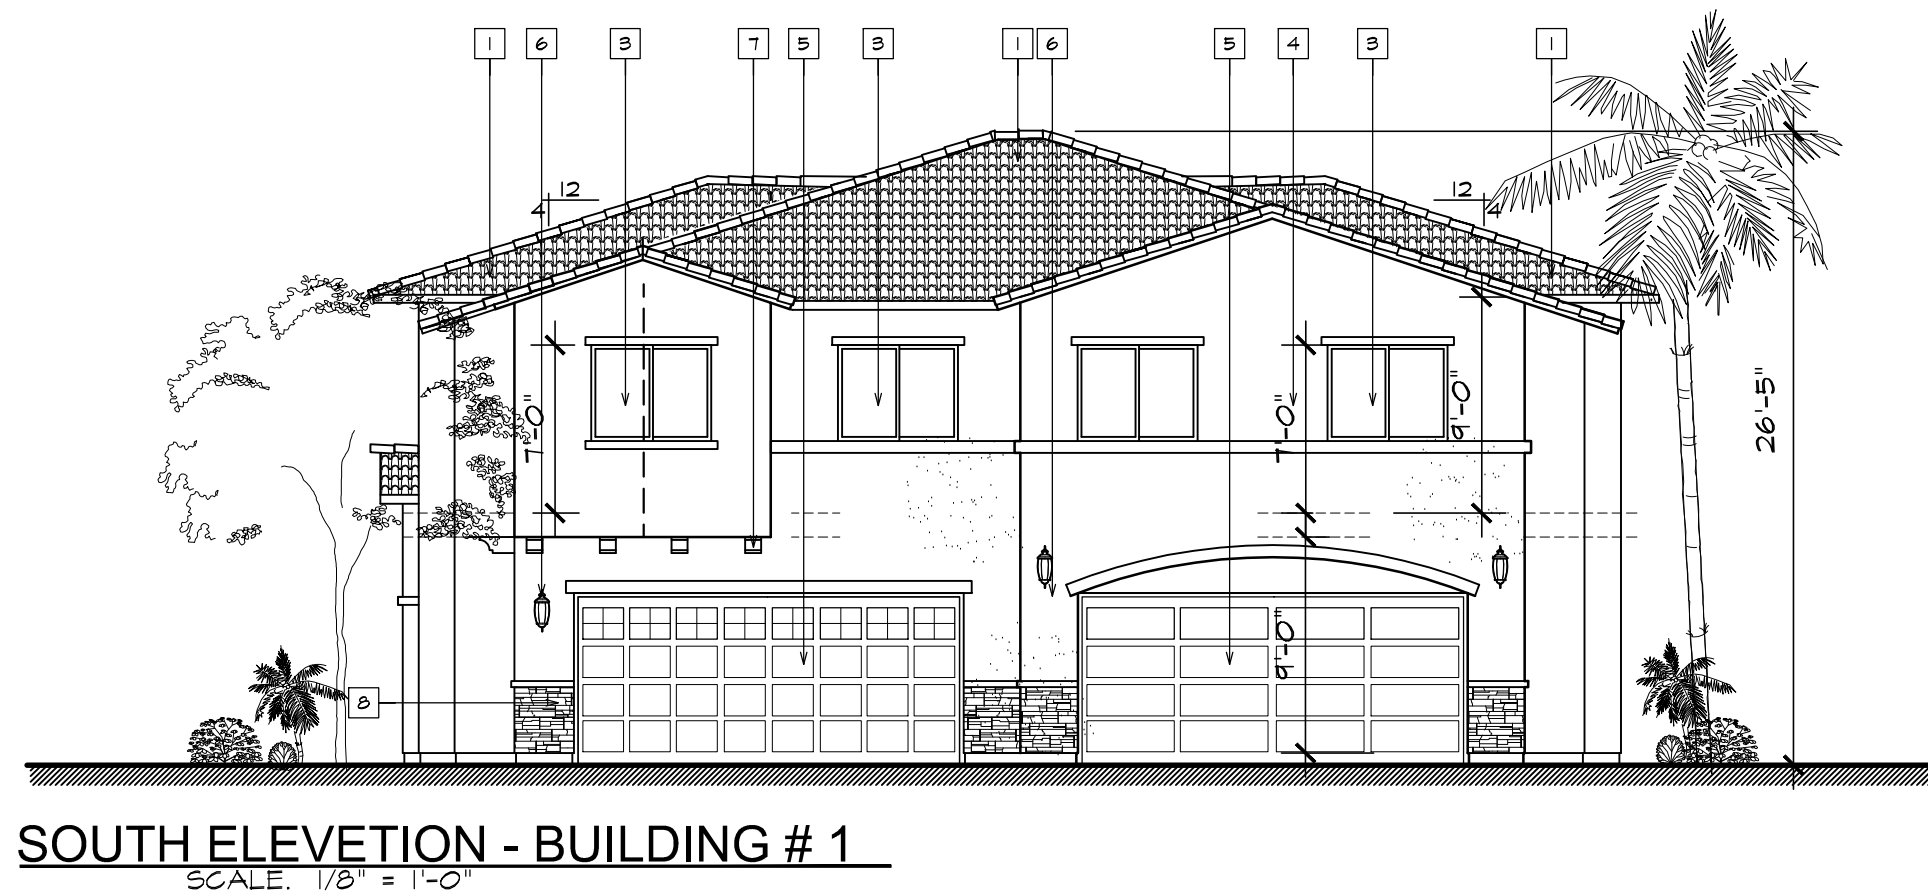 1 6 3 7 5 3 1 6 5 4 3 1
12 12
4 4
7'-0" 7'-0" 9'-0" 26'-5"
9'-0"
8
SOUTH ELEVETION - BUILDING # 1
SCALE. 1/8" = 1'-0"